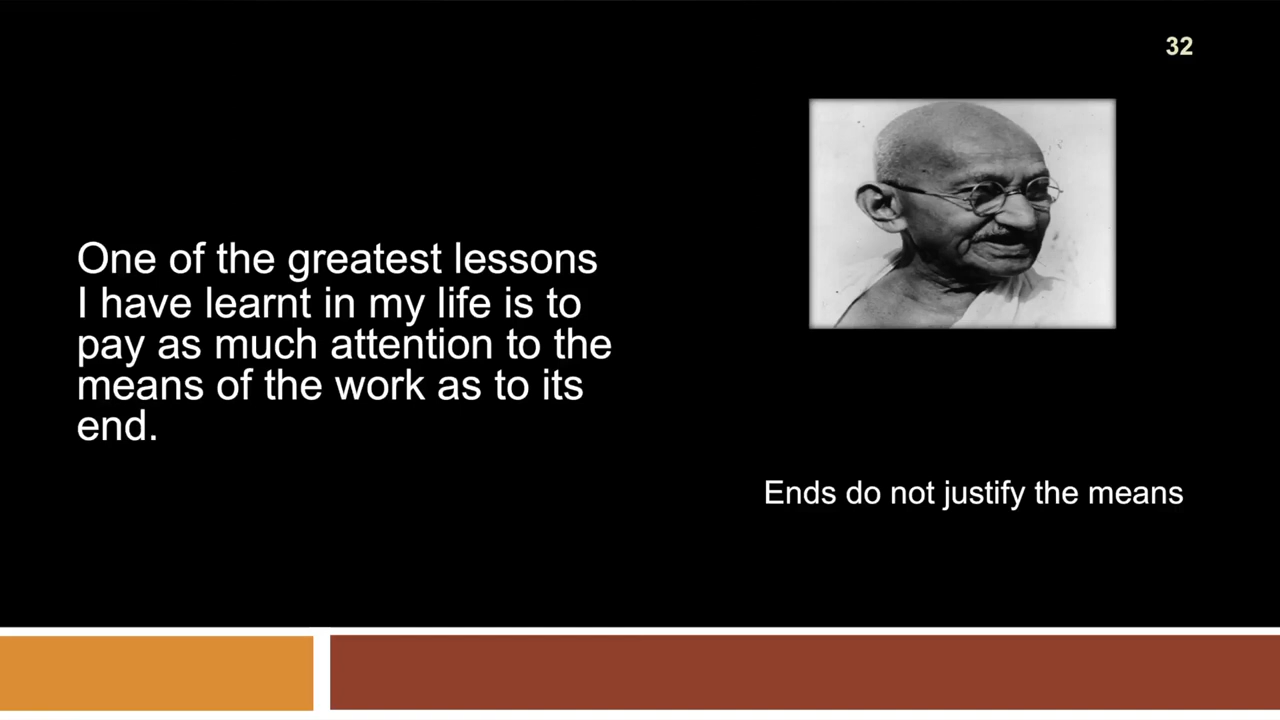 32
One of the greatest lessons
I have learnt in my life is to
pay as much attention to the
means of the work as to its
end.
Ends do not justify the means